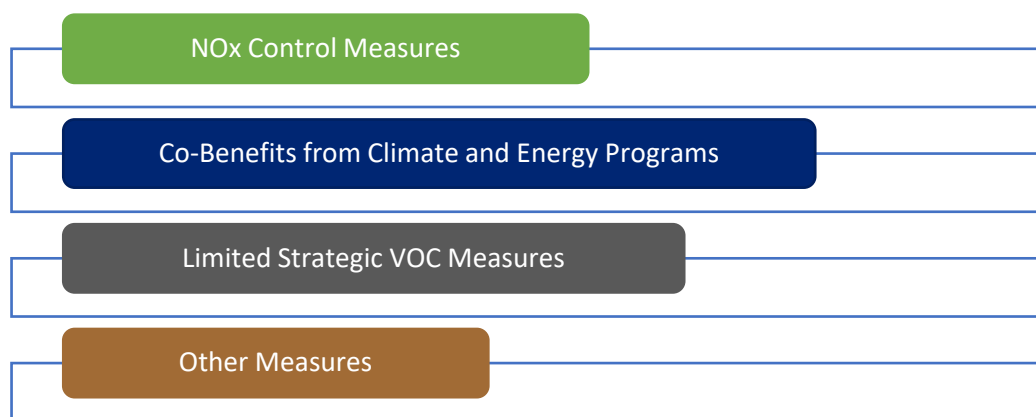 NOx Control Measures
Co-Benefits from Climate and Energy Programs
Limited Strategic VOC Measures
Other Measures